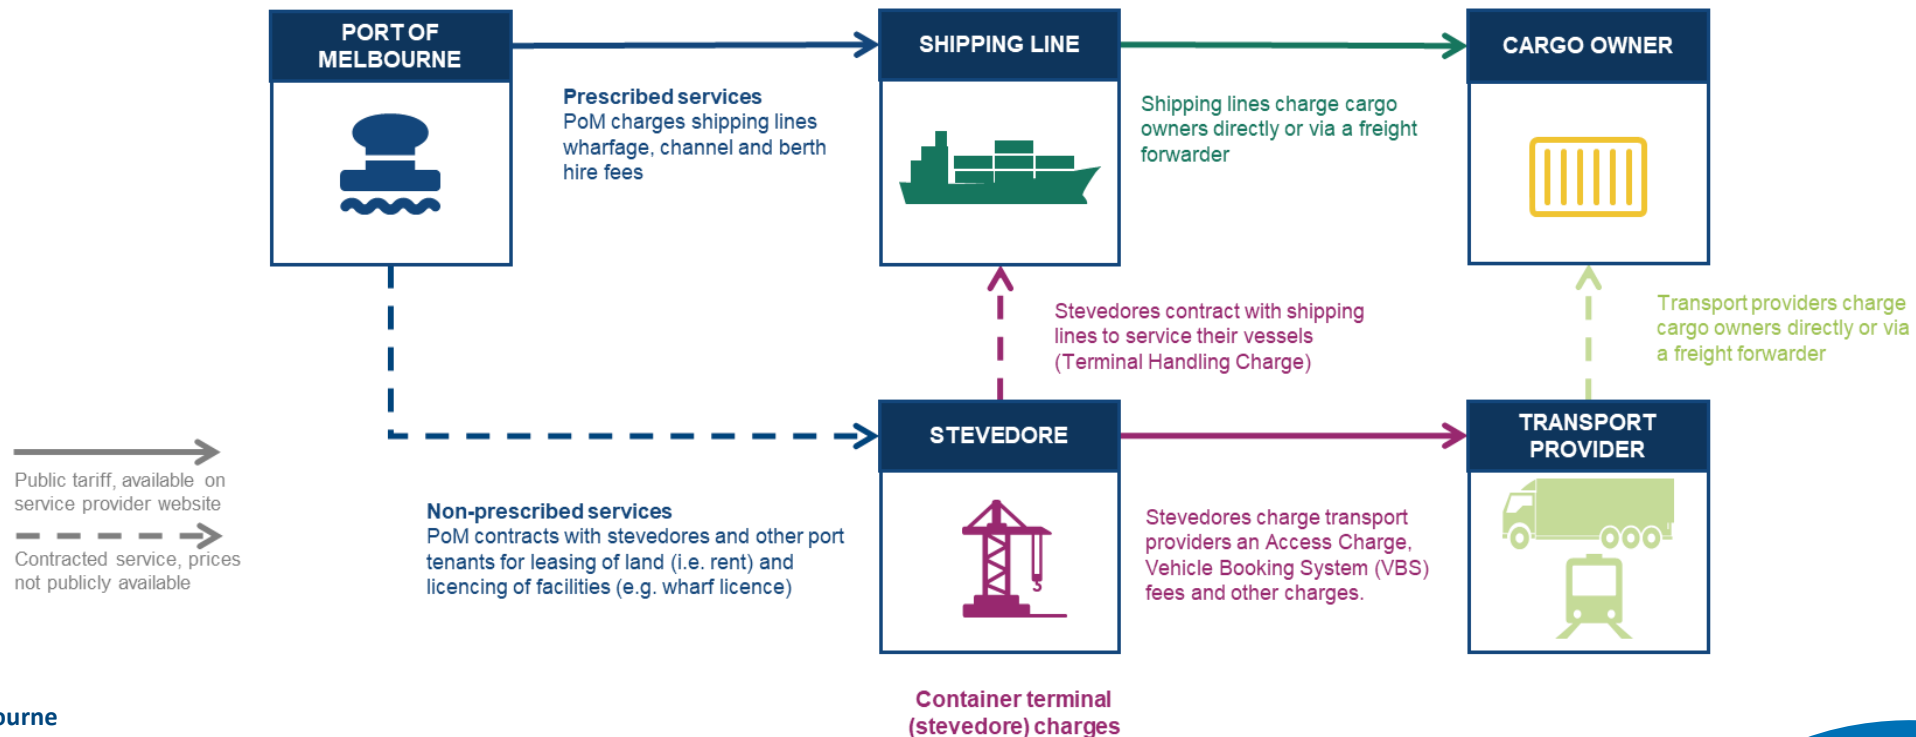 PORT OF
MELBOURNE
SHIPPING LINE
CARGO OWNER
Prescribed services
PoM charges shipping lines
wharfage, channel and berth
hire fees
Shipping lines charge cargo
owners directly or via a freight
forwarder
Stevedores contract with shipping
lines to service their vessels
(Terminal Handling Charge)
Transport providers charge
cargo owners directly or via
a freight forwarder
STEVEDORE
TRANSPORT
PROVIDER
Public tariff, available on
service provider website
Contracted service, prices
not publicly available
Non-prescribed services
PoM contracts with stevedores and other port
tenants for leasing of land (i.e. rent) and
licencing of facilities (e.g. wharf licence)
Stevedores charge transport
providers an Access Charge,
Vehicle Booking System (VBS)
fees and other charges.
Container terminal
(stevedore) charges
ourne